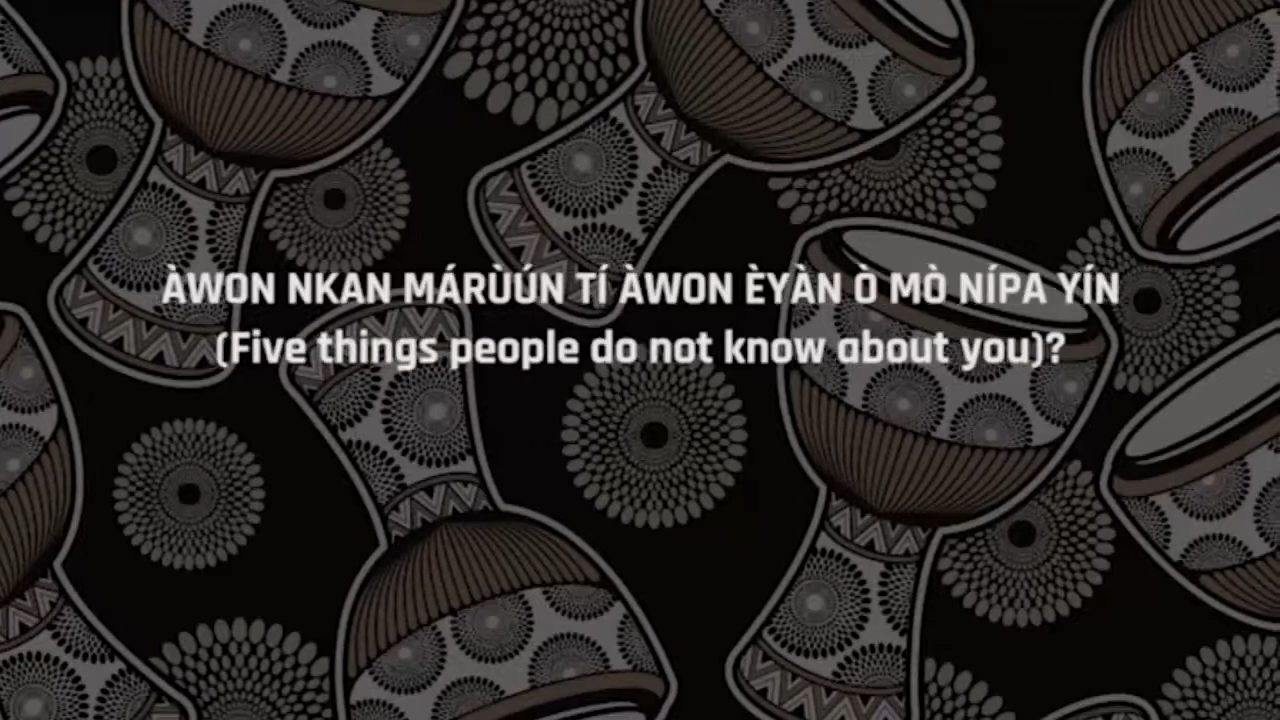 ÀWON NKAN MÁRÙÚN TÍ ÀWON ÈYÀN Ò MÒ NÍPA YÍN
(Five things people do not know about you)?